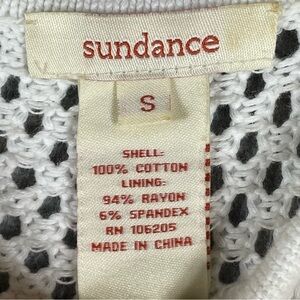 sundance
S
SHELL:
100% COTTON
LINING:
94% RAYON
6% SPANDEX
RN 106205
MADE IN CHINA